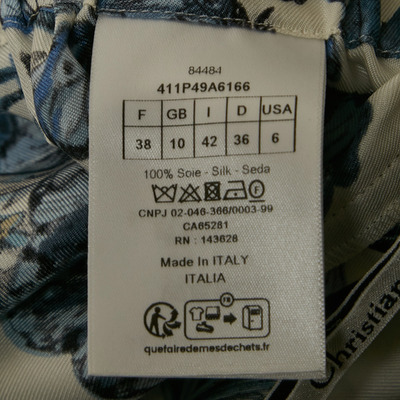 84484
411P49A6166
F GB I D USA
38 10 42 36 6
100% Soie - Silk - Seda
F
CNPJ 02-046-366/0003-99
CA65281
RN : 143628
Made In ITALY
ITALIA
FR
quefairedemesdechets.fr
Christian